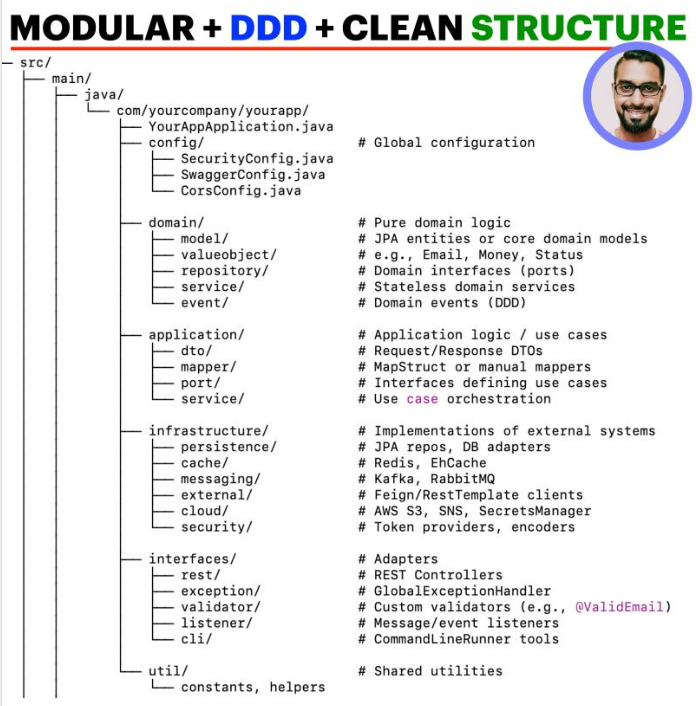 MODULAR + DDD + CLEAN STRUCTURE
src/
main/
java/
com/yourcompany/yourapp/
YourAppApplication.java
config/ # Global configuration
SecurityConfig.java
SwaggerConfig.java
CorsConfig.java
domain/ # Pure domain logic
model/ # JPA entities or core domain models
valueobject/ # e.g., Email, Money, Status
repository/ # Domain interfaces (ports)
service/ # Stateless domain services
event/ # Domain events (DDD)
application/ # Application logic / use cases
dto/ # Request/Response DTOs
mapper/ # MapStruct or manual mappers
port/ # Interfaces defining use cases
service/ # Use case orchestration
infrastructure/ # Implementations of external systems
persistence/ # JPA repos, DB adapters
cache/ # Redis, EhCache
messaging/ # Kafka, RabbitMQ
external/ # Feign/RestTemplate clients
cloud/ # AWS S3, SNS, SecretsManager
security/ # Token providers, encoders
interfaces/ # Adapters
rest/ # REST Controllers
exception/ # GlobalExceptionHandler
validator/ # Custom validators (e.g., @ValidEmail)
listener/ # Message/event listeners
cli/ # CommandLineRunner tools
util/ # Shared utilities
constants, helpers